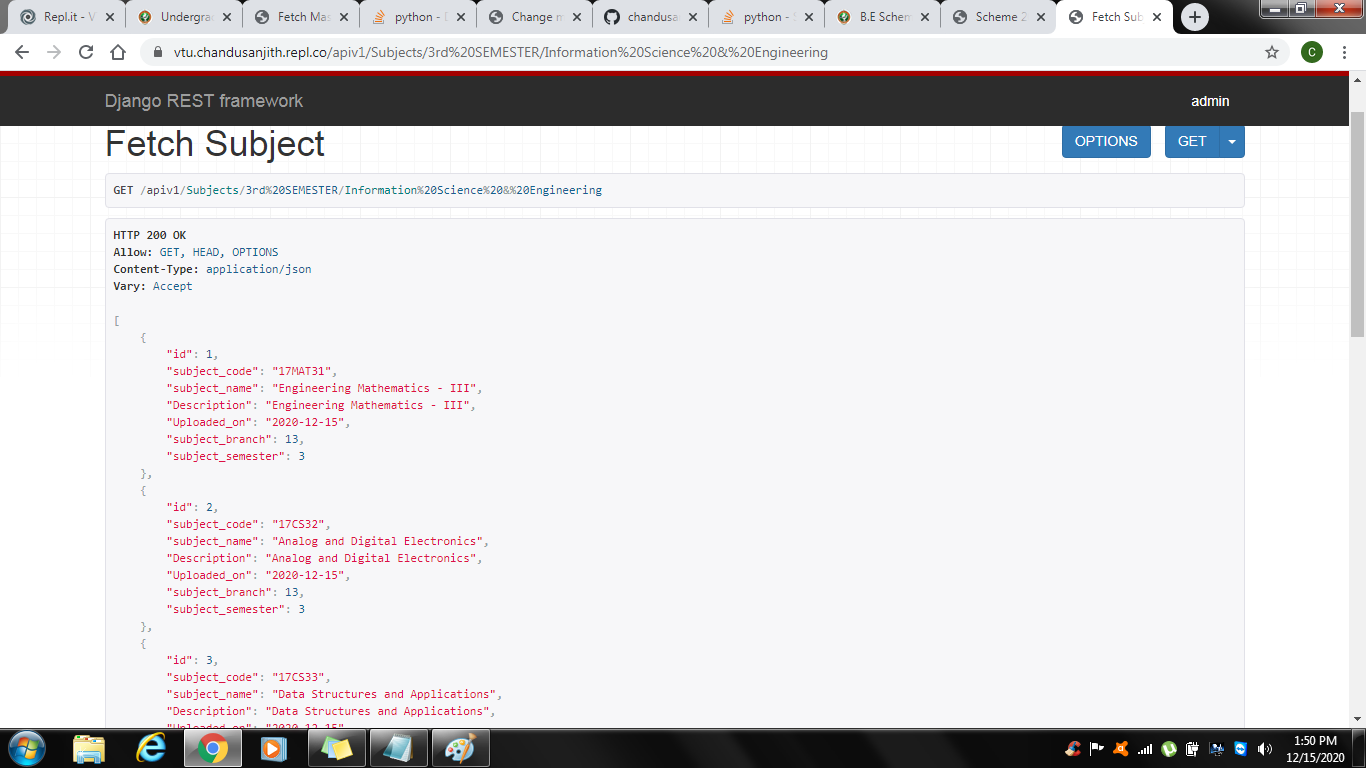 Repl.it - V
Undergra
Fetch Mas
python - D
Change m
chandusa
python - S
B.E Schem
Scheme 2
Fetch Sub
vtu.chandusanjith.repl.co/apiv1/Subjects/3rd%20SEMESTER/Information%20Science%20&%20Engineering
C
Django REST framework
admin
Fetch Subject
OPTIONS
GET
GET /apiv1/Subjects/3rd%20SEMESTER/Information%20Science%20&%20Engineering
HTTP 200 OK
Allow: GET, HEAD, OPTIONS
Content-Type: application/json
Vary: Accept
[
{
"id": 1,
"subject_code": "17MAT31",
"subject_name": "Engineering Mathematics - III",
"Description": "Engineering Mathematics - III",
"Uploaded_on": "2020-12-15",
"subject_branch": 13,
"subject_semester": 3
},
{
"id": 2,
"subject_code": "17CS32",
"subject_name": "Analog and Digital Electronics",
"Description": "Analog and Digital Electronics",
"Uploaded_on": "2020-12-15",
"subject_branch": 13,
"subject_semester": 3
},
{
"id": 3,
"subject_code": "17CS33",
"subject_name": "Data Structures and Applications",
"Description": "Data Structures and Applications",
"Uploaded_on": "2020-12-15"
1:50 PM
12/15/2020